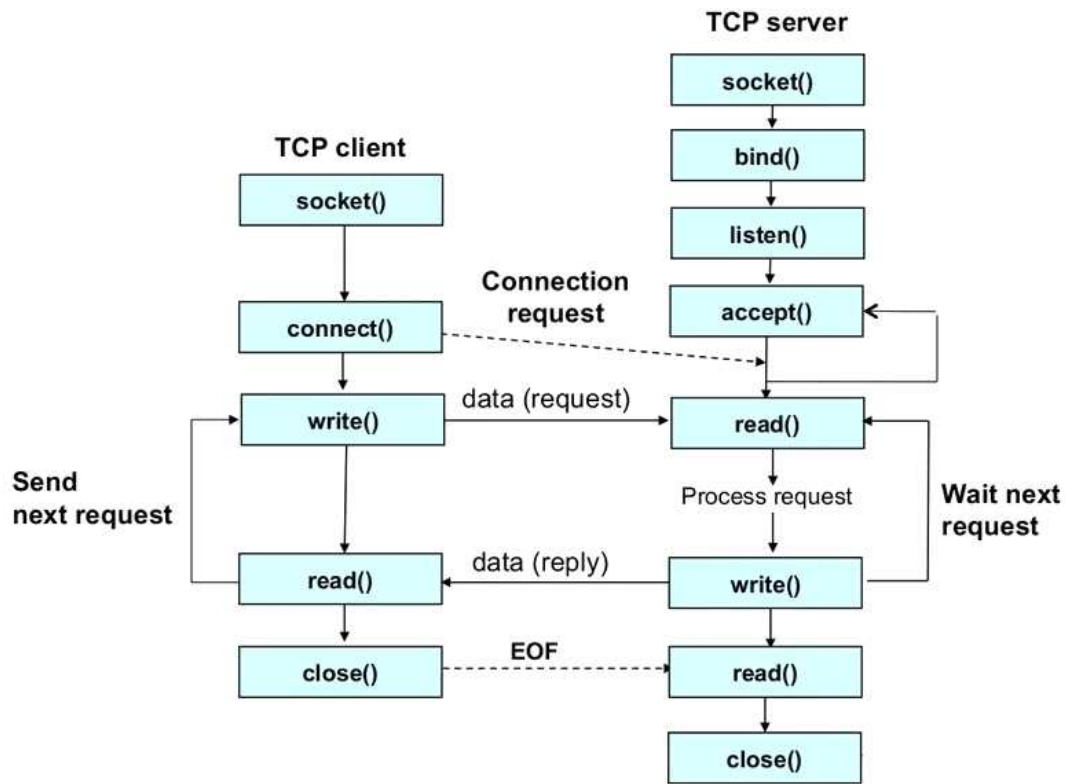 TCP server
socket()
bind()
TCP client
socket()
listen()
Connection
request
accept()
connect()
data (request)
write()
read()
Send
next request
Process request
Wait next
request
data (reply)
read()
write()
EOF
close()
read()
close()